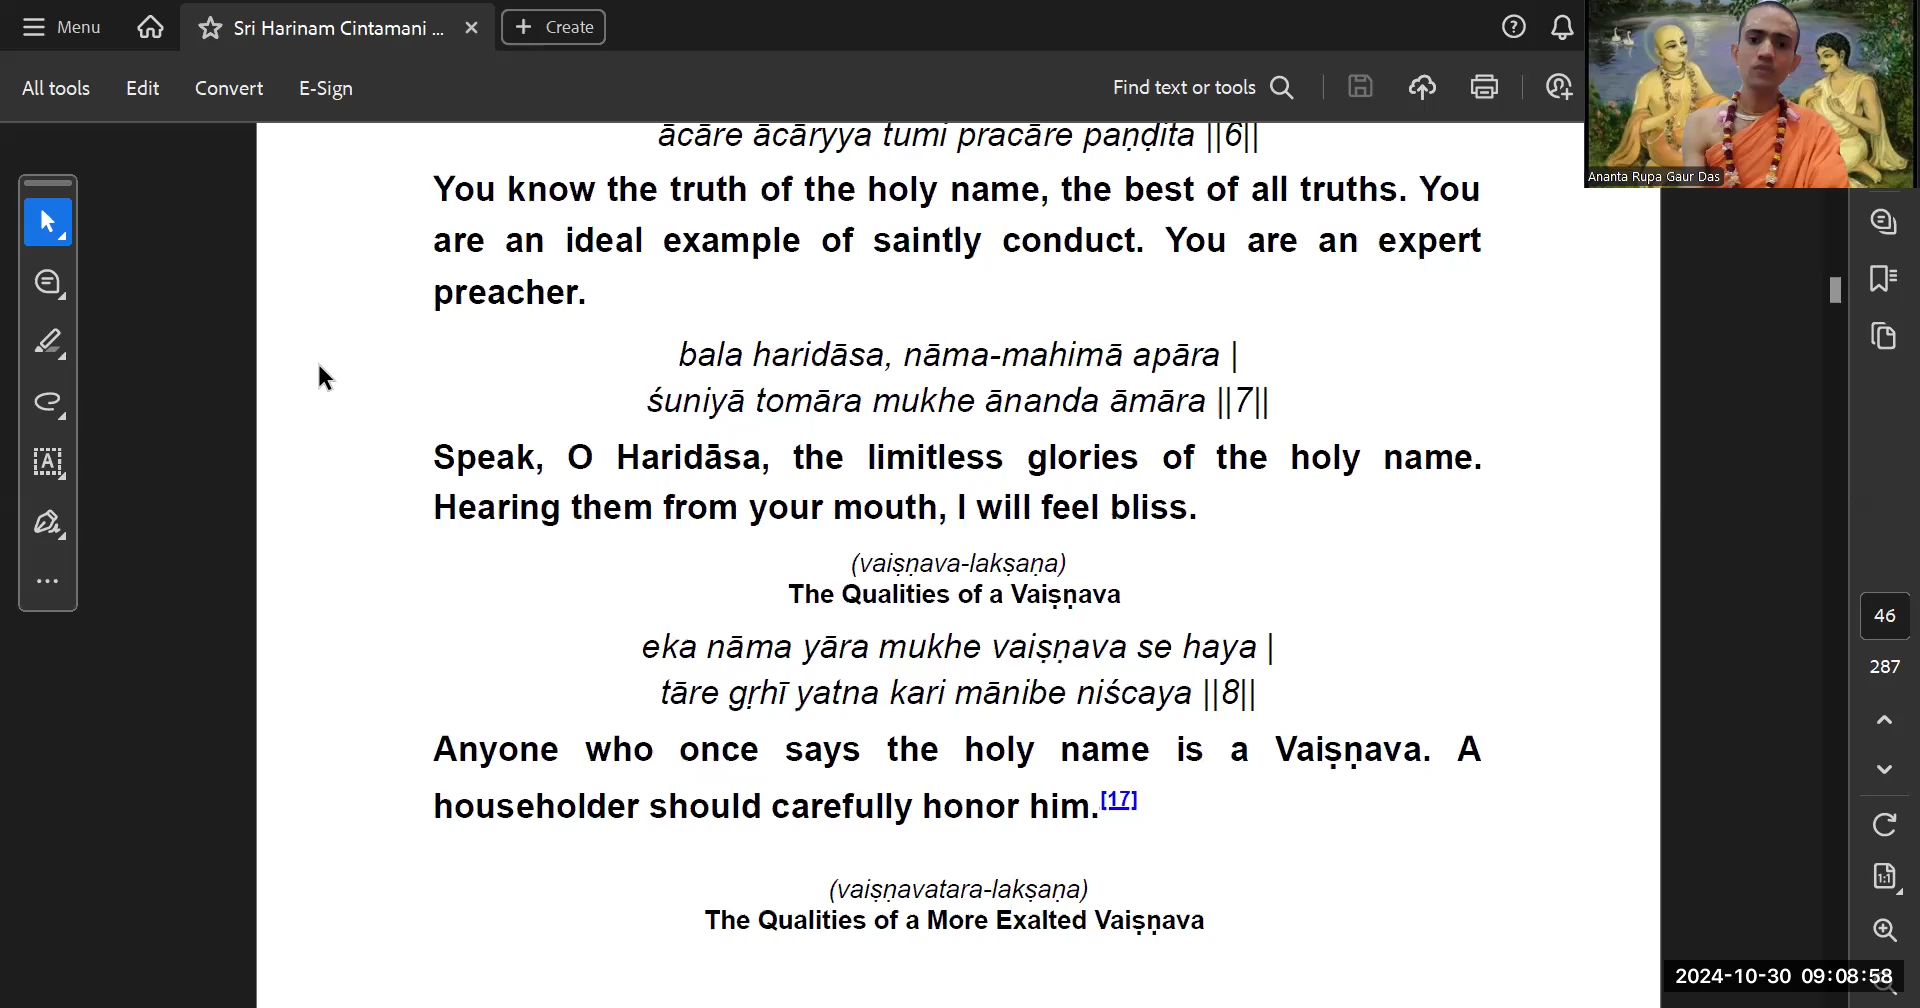 Menu
Sri Harinam Cintamani ...
Create
All tools
Edit
Convert
E-Sign
Find text or tools
Ananta Rupa Gaur Das
ācāre ācāryya tumi pracāre paṇḍita ||6||
You know the truth of the holy name, the best of all truths. You
are an ideal example of saintly conduct. You are an expert
preacher.
bala haridāsa, nāma-mahimā apāra |
śuniyā tomāra mukhe ānanda āmāra ||7||
Speak, O Haridāsa, the limitless glories of the holy name.
Hearing them from your mouth, I will feel bliss.
(vaiṣṇava-lakṣaṇa)
The Qualities of a Vaiṣṇava
eka nāma yāra mukhe vaiṣṇava se haya |
tāre gṛhī yatna kari mānibe niścaya ||8||
Anyone who once says the holy name is a Vaiṣṇava. A
householder should carefully honor him.[17]
(vaiṣṇavatara-lakṣaṇa)
The Qualities of a More Exalted Vaiṣṇava
46
287
1:1
2024-10-30 09:08:58